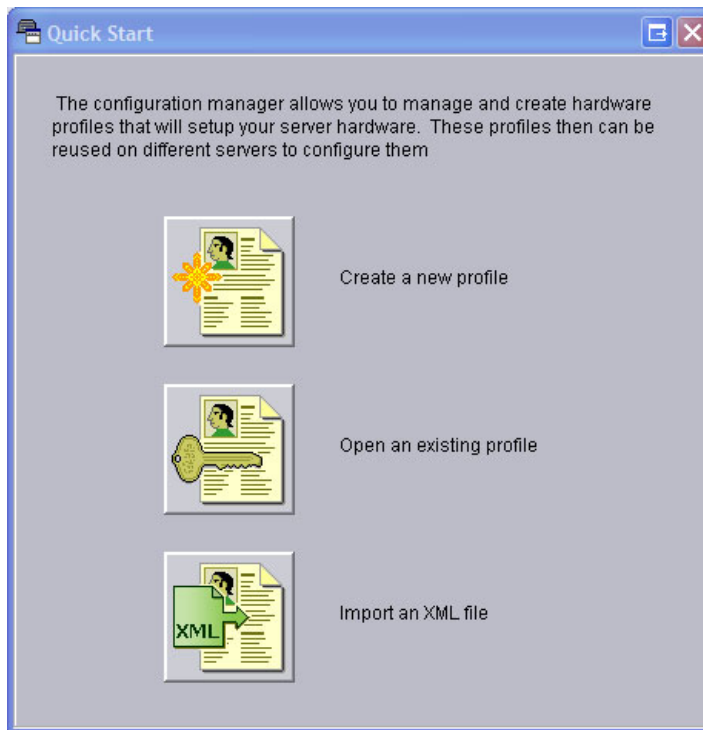 Quick Start
The configuration manager allows you to manage and create hardware
profiles that will setup your server hardware.  These profiles then can be
reused on different servers to configure them
Create a new profile
Open an existing profile
XML
Import an XML file